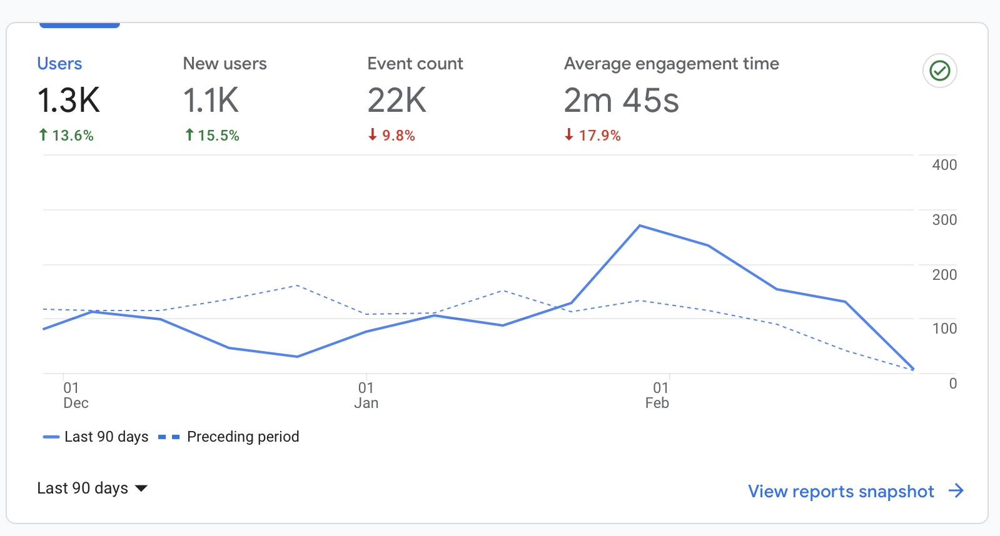 Users
1.3K
13.6%
New users
1.1K
15.5%
Event count
22K
9.8%
Average engagement time
2m 45s
17.9%
400
300
200
100
0
01
Dec
01
Jan
01
Feb
Last 90 days
Preceding period
Last 90 days
View reports snapshot